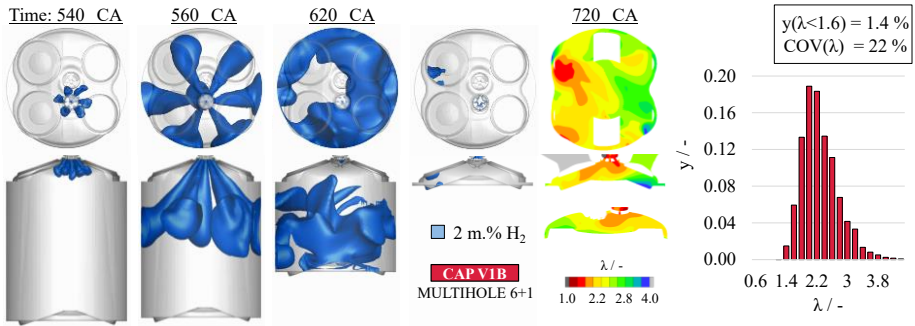 Time: 540 CA
560 CA
620 CA
720 CA
y(λ<1.6) = 1.4 %
COV(λ) = 22 %
2 m.% H₂
CAP V1B
MULTIHOLE 6+1
λ / -
1.0 2.2 2.8 4.0
y / -
0.20
0.16
0.12
0.08
0.04
0.00
0.6 1.4 2.2 3 3.8
λ / -